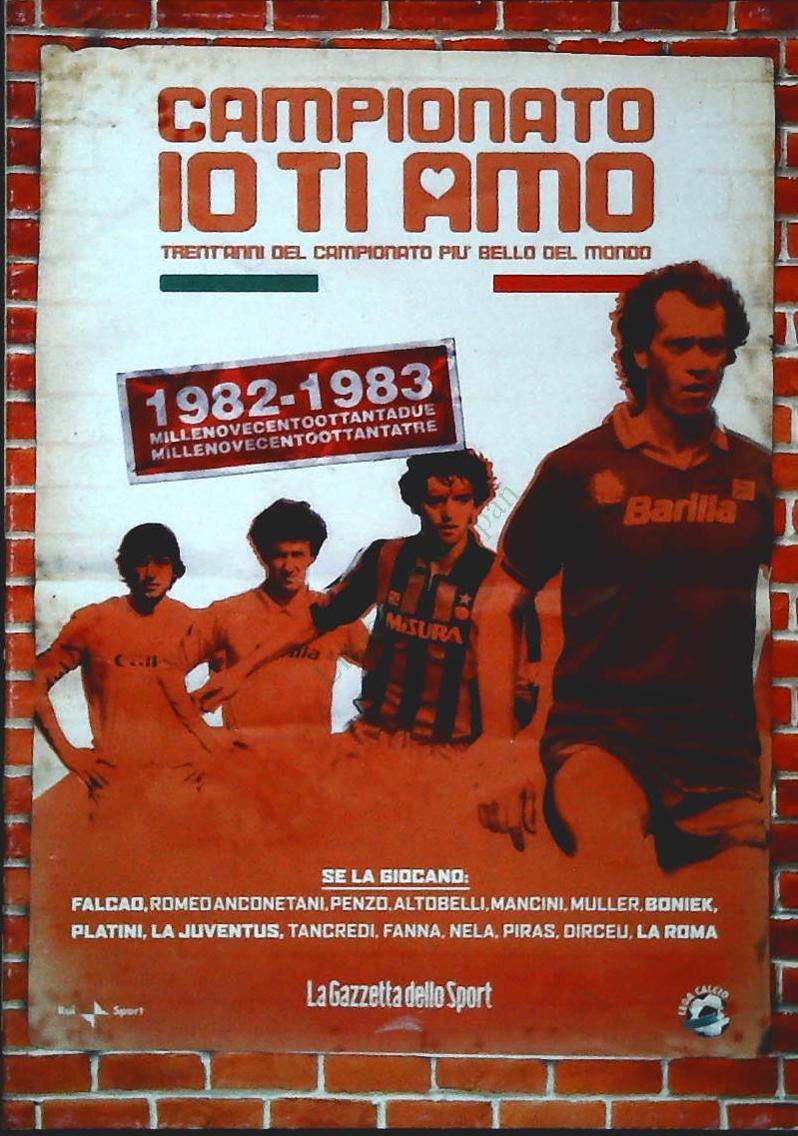 CAMPIONATO
IO TI AMO
TRENT'ANNI DEL CAMPIONATO PIU' BELLO DEL MONDO
1982-1983
MILLENOVECENTOOTTANTADUE
MILLENOVECENTOOTTANTATRE
Barilla
MISURA
SE LA GIOCANO:
FALCAO, ROMEO ANCONETANI, PENZO, ALTOBELLI, MANCINI, MULLER, BONIEK,
PLATINI, LA JUVENTUS, TANCREDI, FANNA, NELA, PIRAS, DIRCEU, LA ROMA
La Gazzetta dello Sport
Rai Sport
LEGA CALCIO